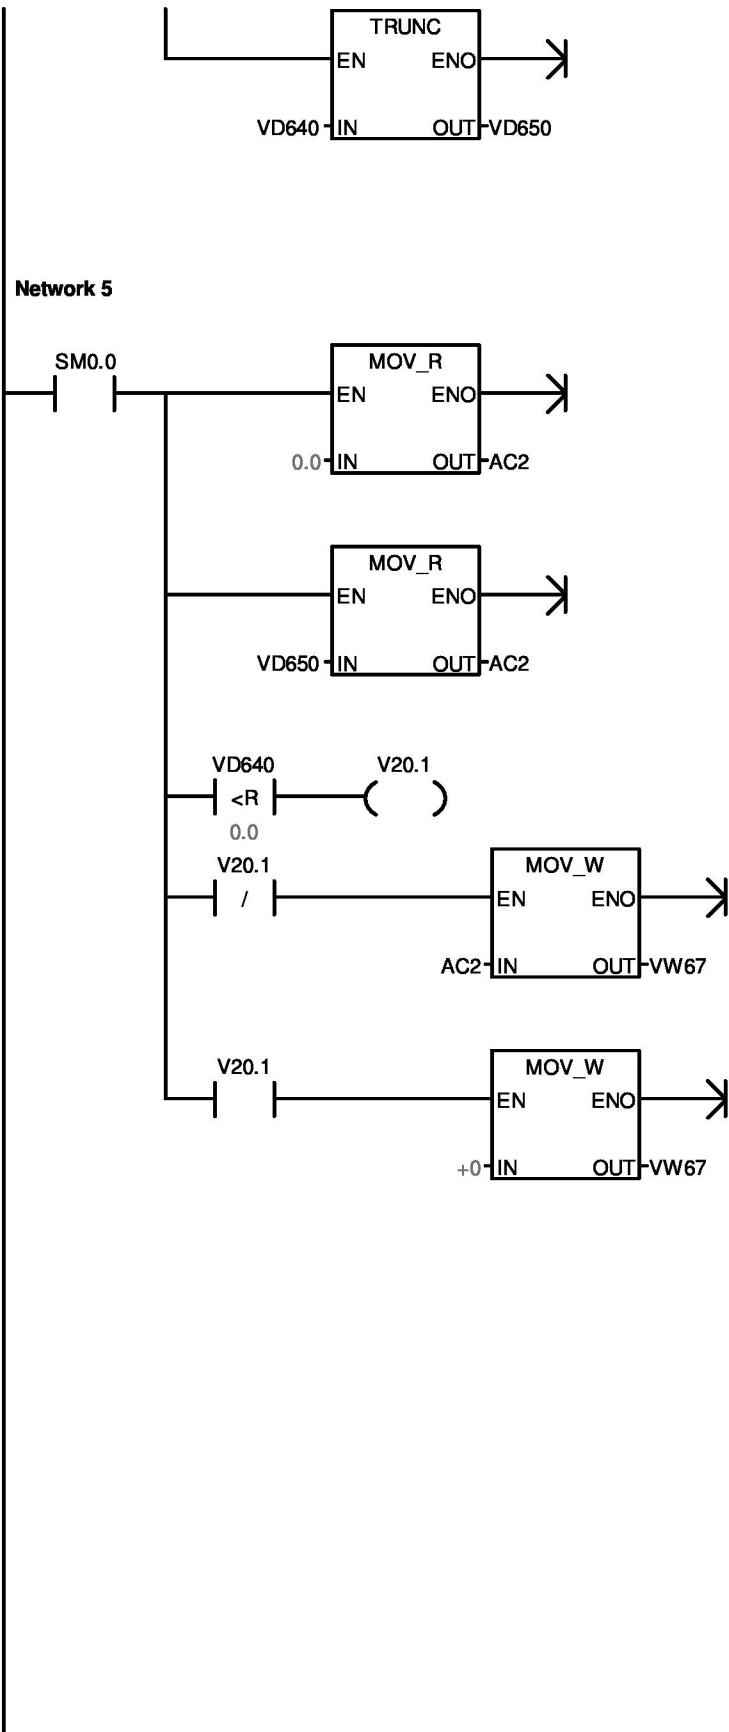 TRUNC
EN ENO
VD640 IN OUT VD650
Network 5
SM0.0
MOV_R
EN ENO
0.0 IN OUT AC2
MOV_R
EN ENO
VD650 IN OUT AC2
VD640 V20.1
<R
0.0
V20.1
MOV_W
/
EN ENO
AC2 IN OUT VW67
V20.1
MOV_W
EN ENO
+0 IN OUT VW67